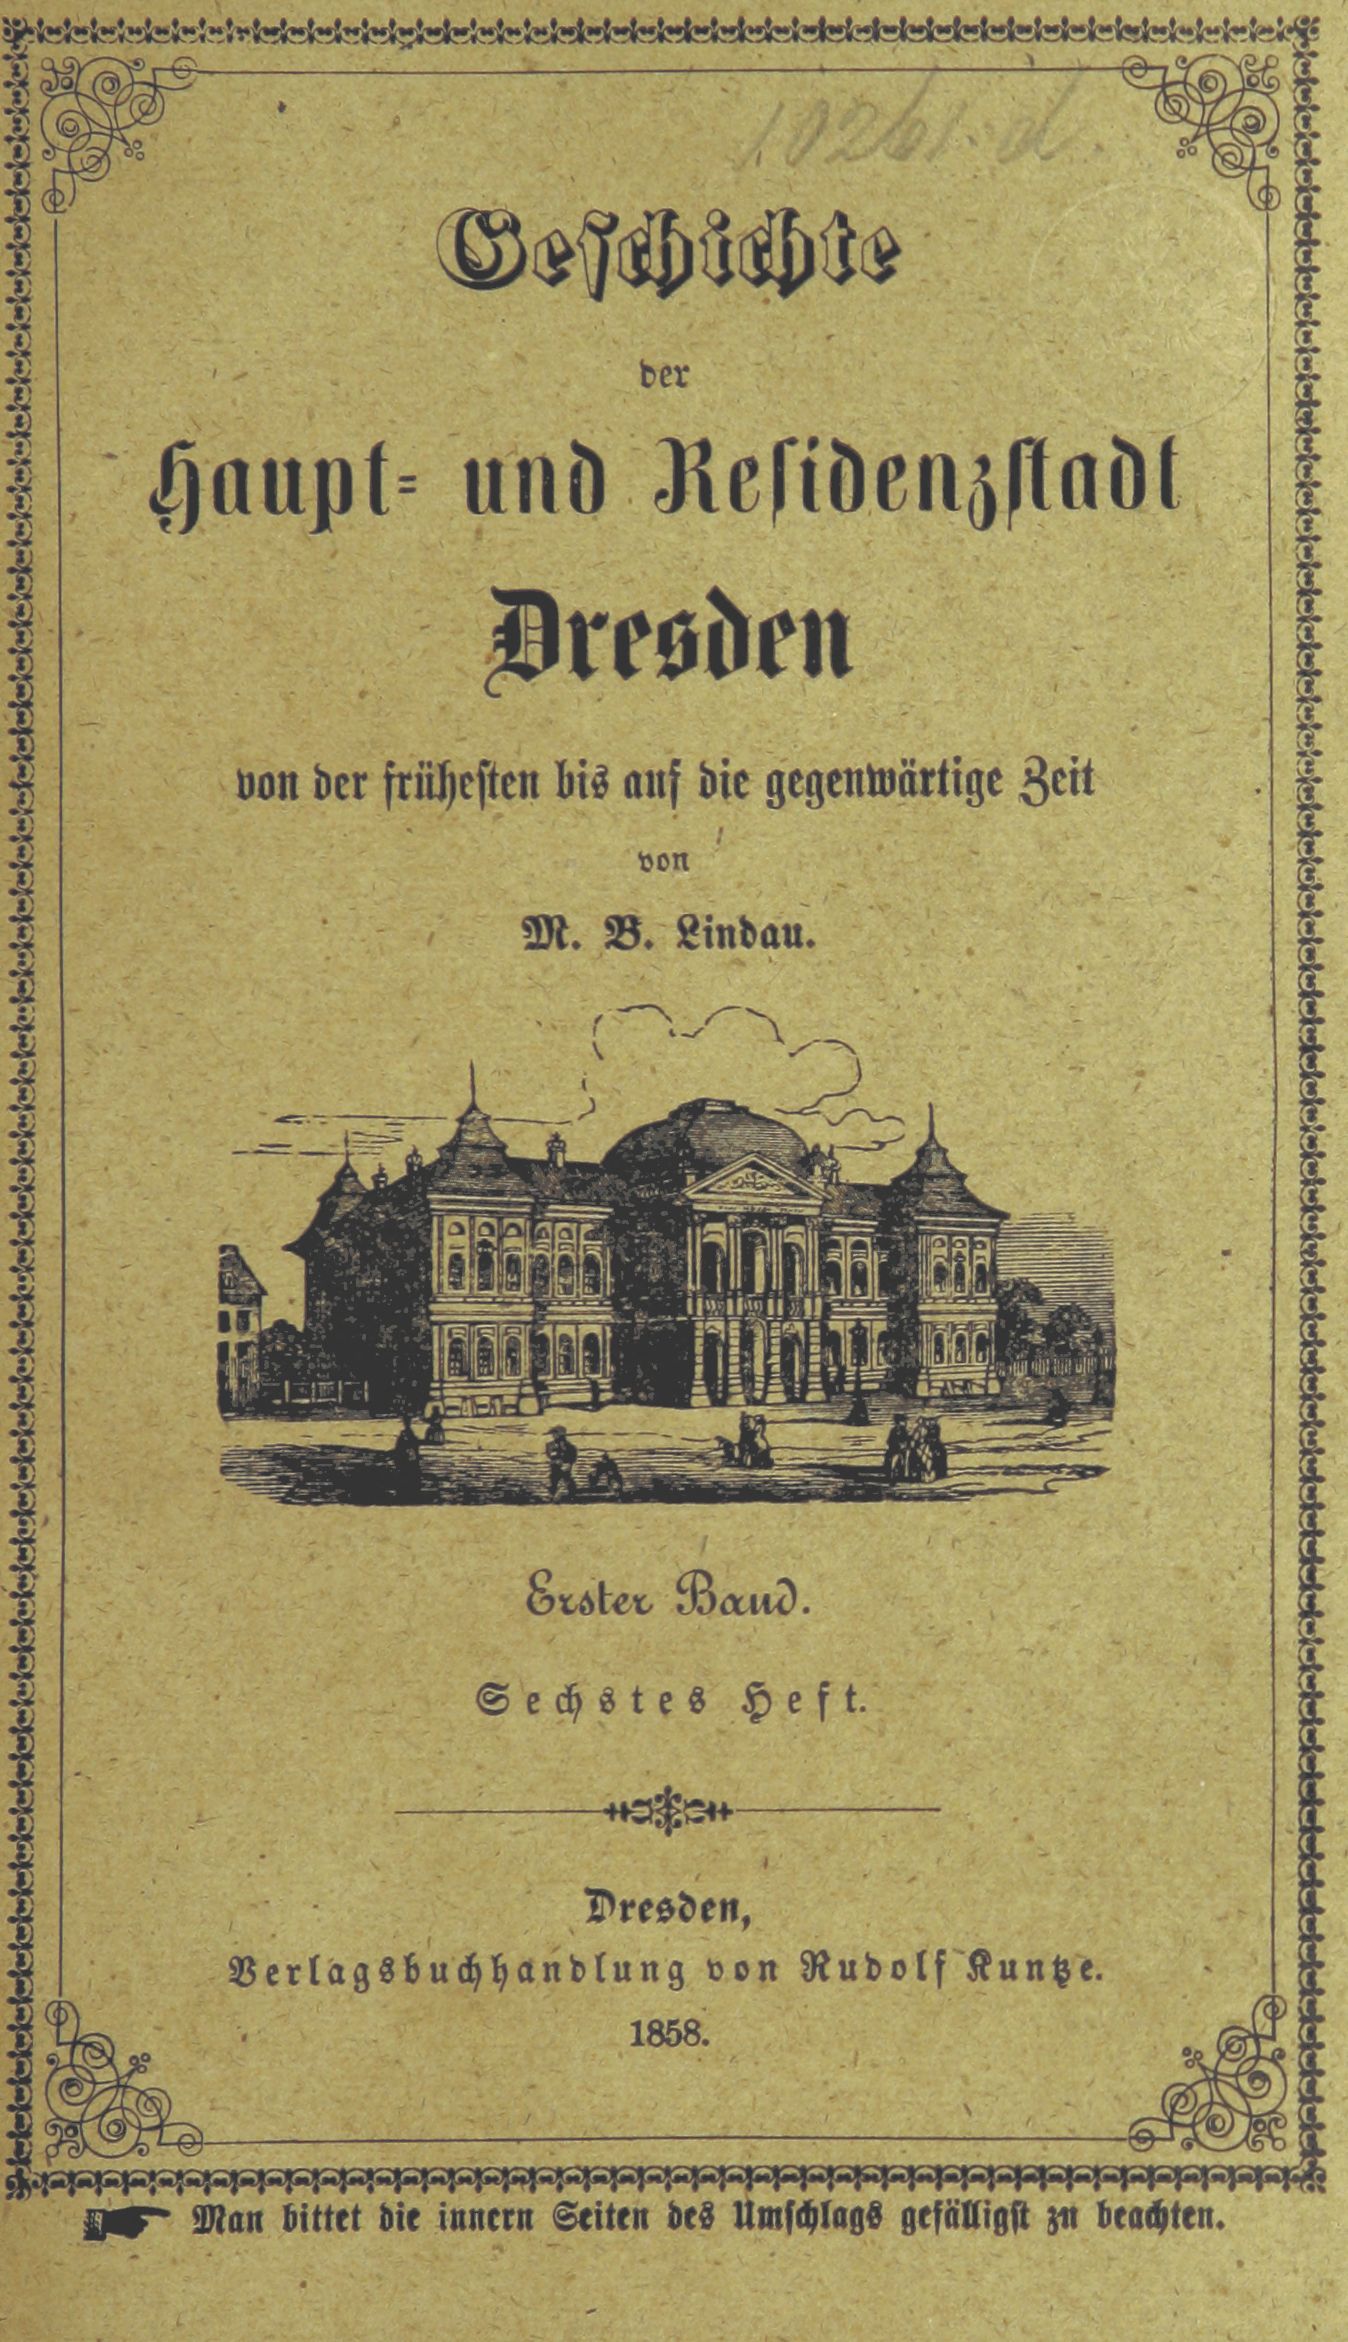 10261.d.
Geschichte
der
Haupt- und Residenzstadt
Dresden
von der frühesten bis auf die gegenwärtige Zeit
von
M. B. Lindau.
Erster Band.
Sechstes Heft.
Dresden,
Verlagsbuchhandlung von Rudolf Kuntze.
1858.
Man bittet die innern Seiten des Umschlags gefälligst zu beachten.